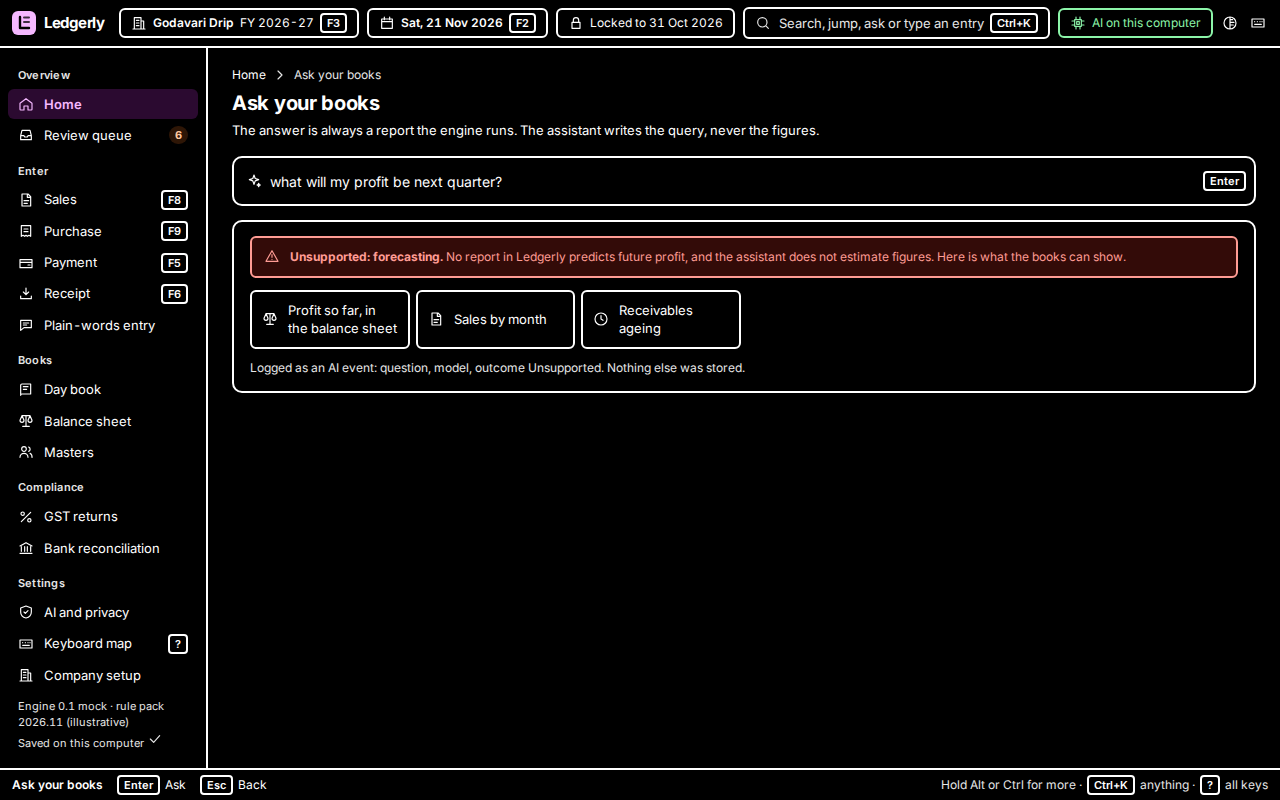 Ledgerly
Godavari Drip FY 2026-27 F3
Sat, 21 Nov 2026 F2
Locked to 31 Oct 2026
Search, jump, ask or type an entry Ctrl+K
AI on this computer
Overview
Home
Review queue 6
Enter
Sales F8
Purchase F9
Payment F5
Receipt F6
Plain-words entry
Books
Day book
Balance sheet
Masters
Compliance
GST returns
Bank reconciliation
Settings
AI and privacy
Keyboard map ?
Company setup
Engine 0.1 mock · rule pack
2026.11 (illustrative)
Saved on this computer
Home Ask your books
Ask your books
The answer is always a report the engine runs. The assistant writes the query, never the figures.
what will my profit be next quarter? Enter
Unsupported: forecasting. No report in Ledgerly predicts future profit, and the assistant does not estimate figures. Here is what the books can show.
Profit so far, in
the balance sheet
Sales by month
Receivables
ageing
Logged as an AI event: question, model, outcome Unsupported. Nothing else was stored.
Ask your books Enter Ask Esc Back
Hold Alt or Ctrl for more · Ctrl+K anything · ? all keys